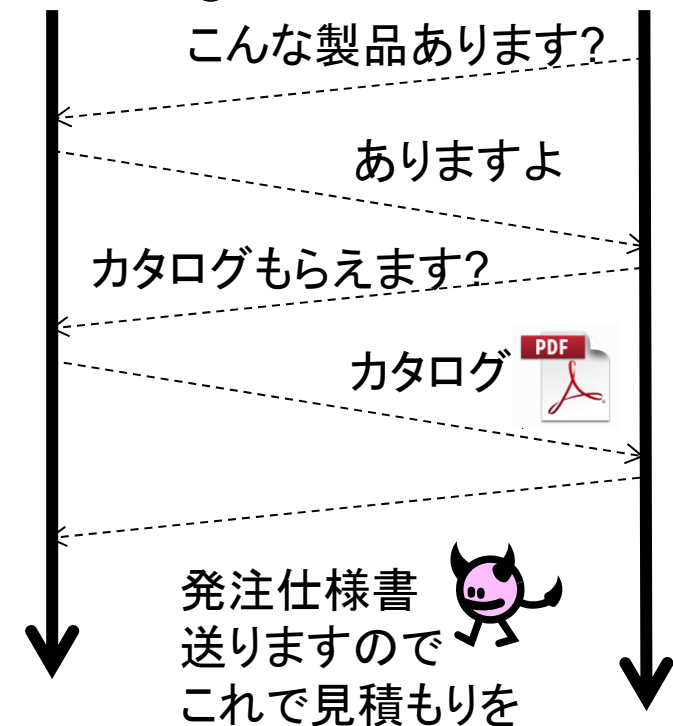 こんな製品あります?
ありますよ
カタログもらえます?
カタログ
PDF
発注仕様書
送りますので
これで見積もりを